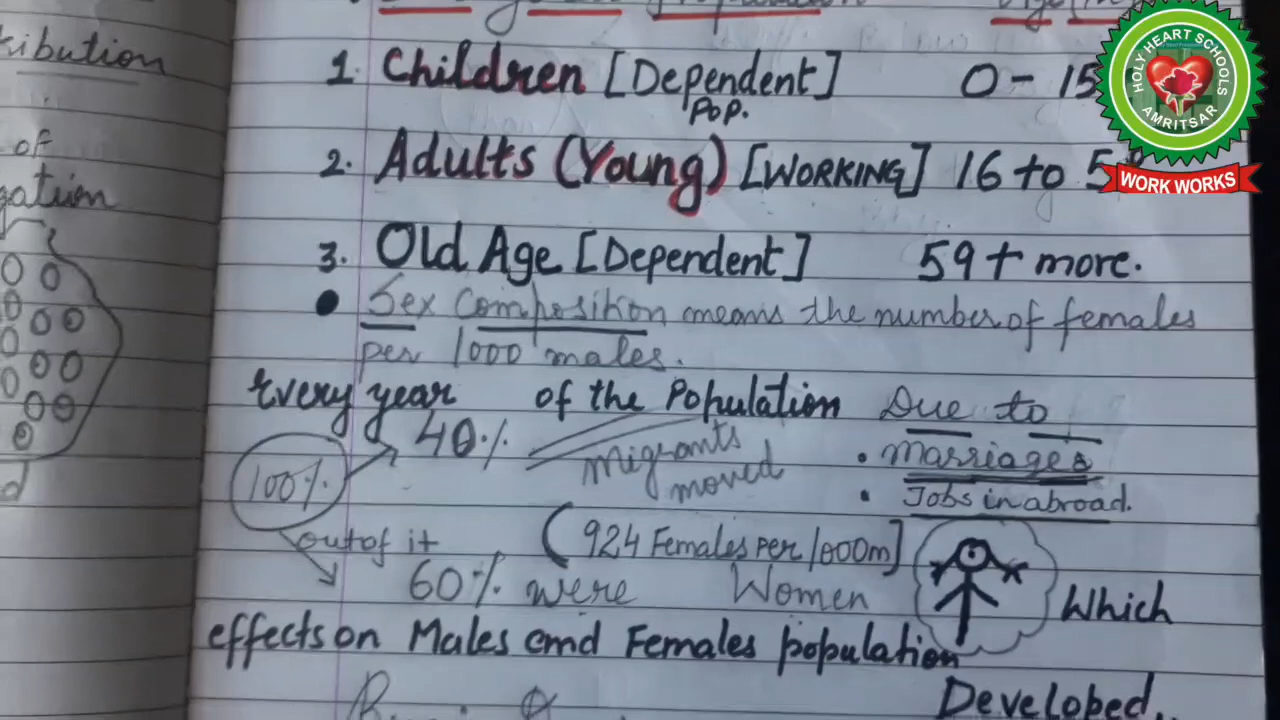 ribution
of
gation
1. Children [Dependent] 0 - 15
Pop.
2. Adults (Young) [WORKING] 16 to 5
3. Old Age [Dependent] 59 + more.
• Sex Composition means the number of females
per 1000 males.
Every year of the Population Due to
40% migrants • Marriages
100% moved • Jobs in abroad.
out of it (924 Females Per 1000m]
60% were Women Which
effects on Males and Females population
Developed
HOLY HEART SCHOOLS
AMRITSAR
WORK WORKS